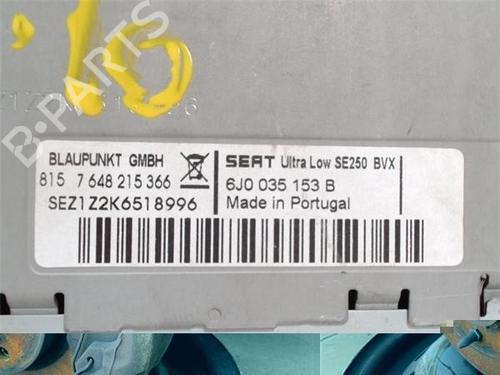 BLAUPUNKT GMBH
815 7 648 215 366
SEZ1Z2K6518996
SEAT Ultra Low SE250 BVX
6J0 035 153 B
Made in Portugal
B-PARTS